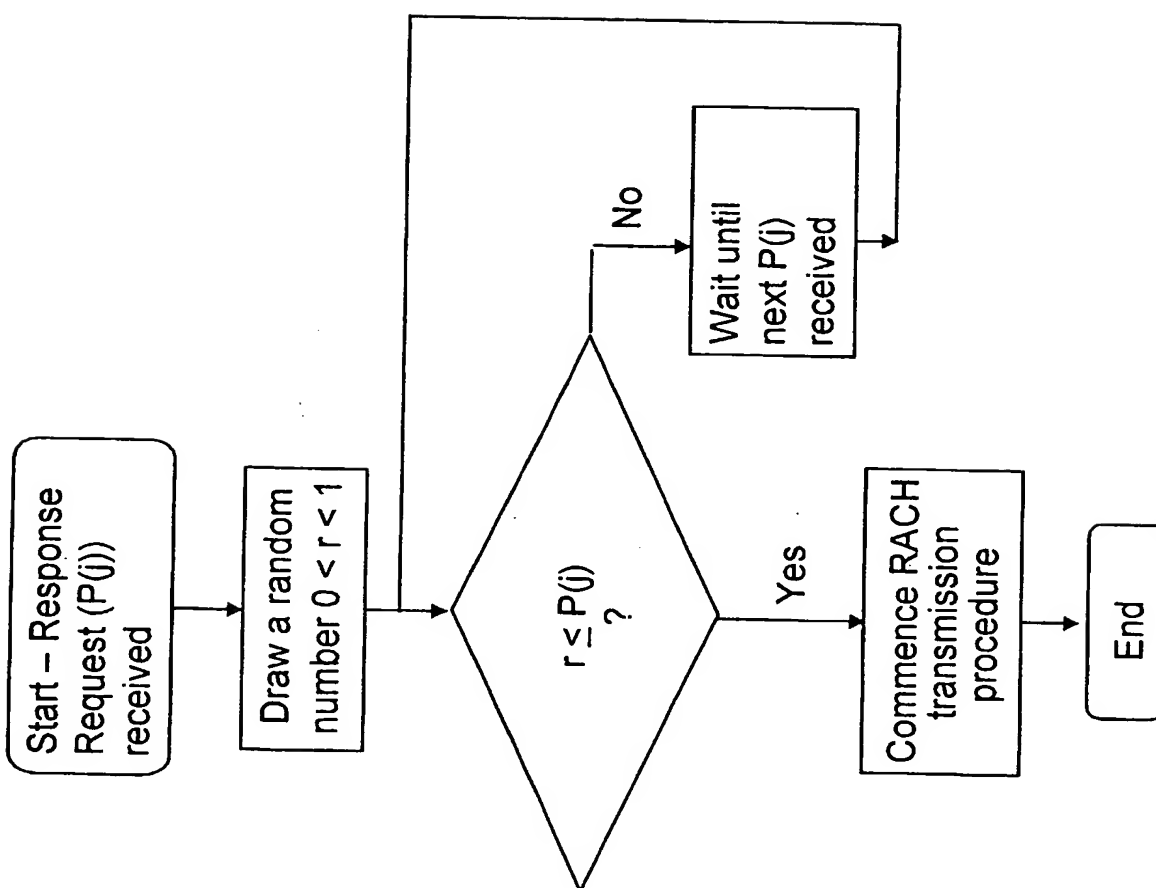 Start – Response
Request (P(j))
received
Draw a random
number 0 < r < 1
r ≤ P(j)
?
No
Wait until
next P(j)
received
Yes
Commence RACH
transmission
procedure
End